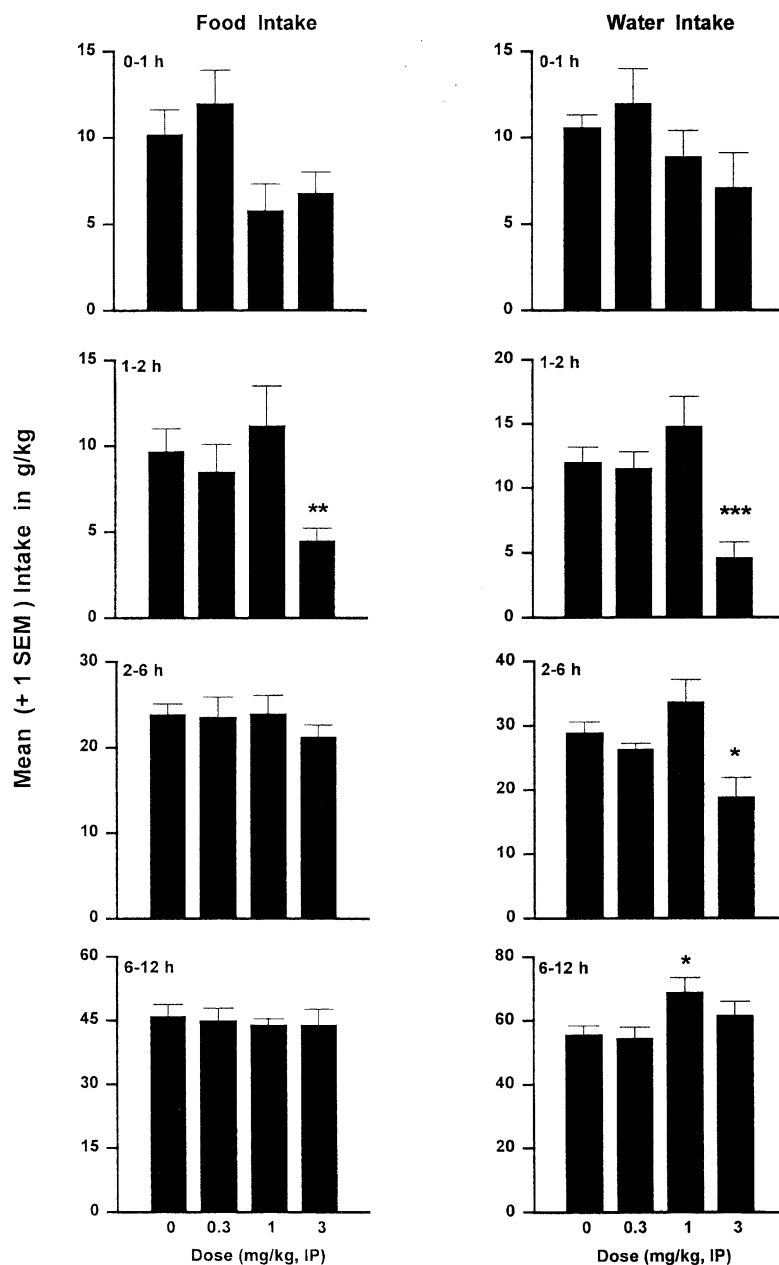 Food Intake
Water Intake
Mean (+ 1 SEM) Intake in g/kg
0-1 h
15
10
5
0
0-1 h
15
10
5
0
1-2 h
15
10
5
0
**
1-2 h
20
15
10
5
0
***
2-6 h
30
20
10
0
2-6 h
40
30
20
10
0
*
6-12 h
60
45
30
15
0
0 0.3 1 3
Dose (mg/kg, IP)
6-12 h
80
60
40
20
0
*
0 0.3 1 3
Dose (mg/kg, IP)